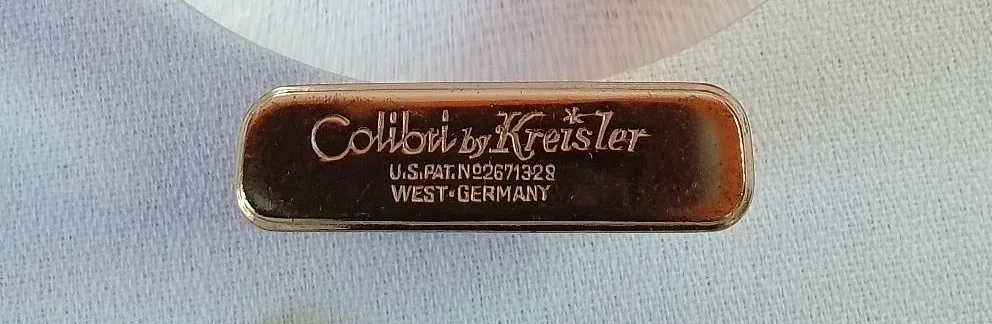 Colibri by Kreisler
U.S.PAT.Nº2671328
WEST-GERMANY